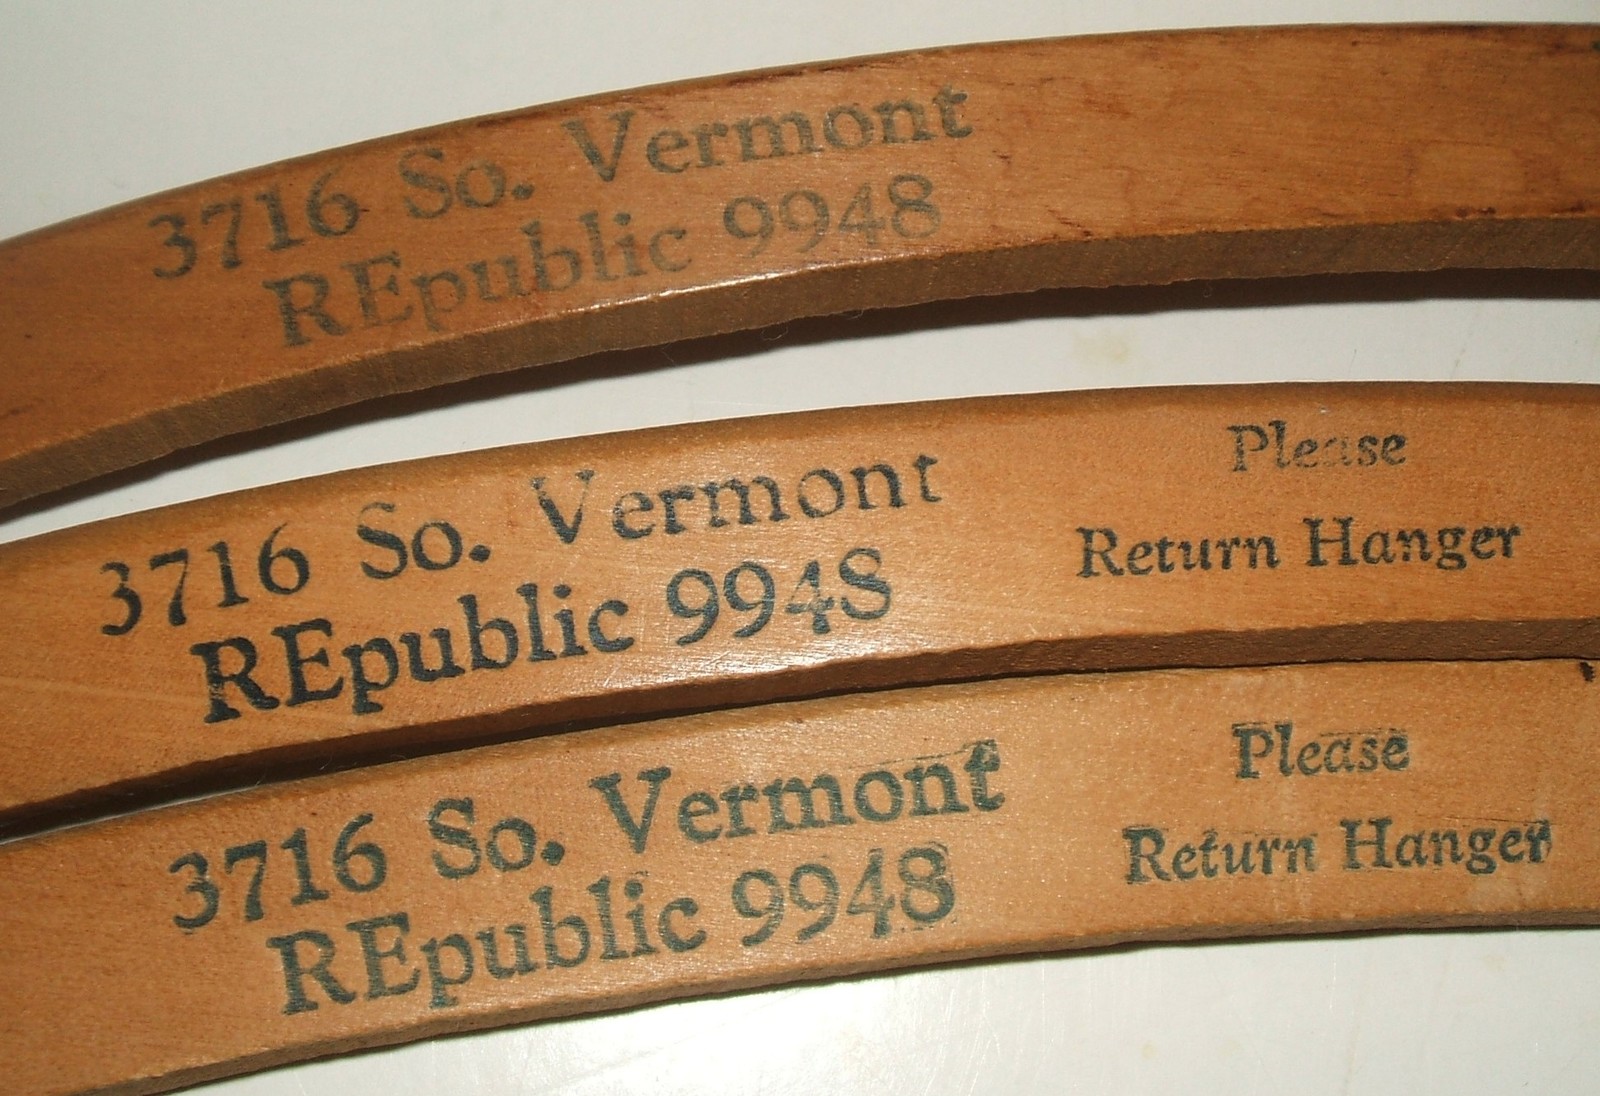 3716 So. Vermont
REpublic 9948
3716 So. Vermont
REpublic 9948
Please
Return Hanger
3716 So. Vermont
REpublic 9948
Please
Return Hanger